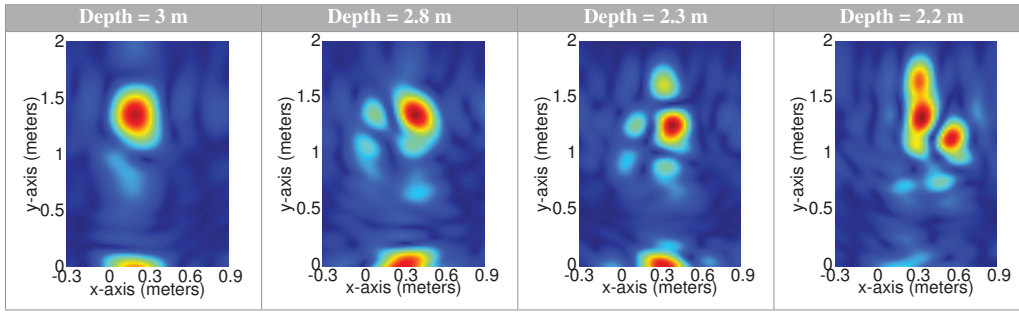 Depth = 3 m
Depth = 2.8 m
Depth = 2.3 m
Depth = 2.2 m
y-axis (meters)
2
1.5
1
0.5
0
-0.3 0 0.3 0.6 0.9
x-axis (meters)
y-axis (meters)
2
1.5
1
0.5
0
-0.3 0 0.3 0.6 0.9
x-axis (meters)
y-axis (meters)
2
1.5
1
0.5
0
-0.3 0 0.3 0.6 0.9
x-axis (meters)
y-axis (meters)
2
1.5
1
0.5
0
-0.3 0 0.3 0.6 0.9
x-axis (meters)